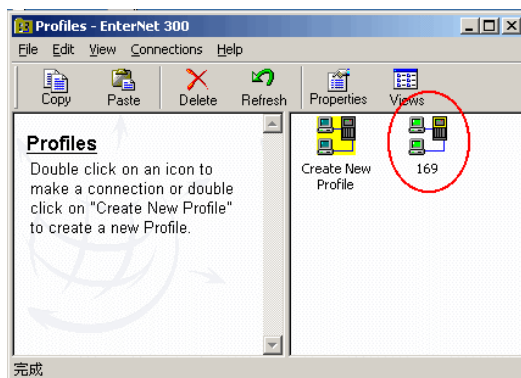 Profiles - EnterNet 300
File Edit View Connections Help
Copy Paste Delete Refresh Properties Views
Profiles
Double click on an icon to
make a connection or double
click on "Create New Profile"
to create a new Profile.
Create New
Profile
169
完成